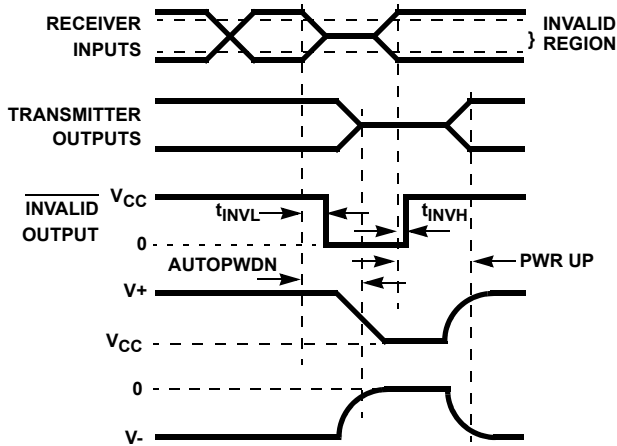 RECEIVER
INPUTS
} INVALID
REGION
TRANSMITTER
OUTPUTS
INVALID
OUTPUT
VCC
0
tINVL
tINVH
AUTOPWDN
PWR UP
V+
VCC
0
V-